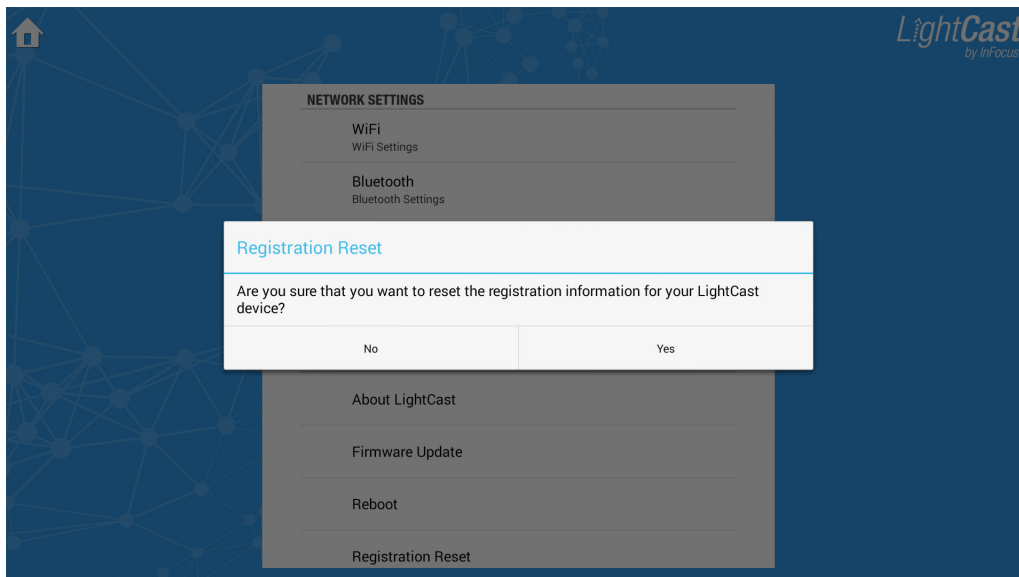 LightCast
by InFocus
NETWORK SETTINGS
WiFi
WiFi Settings
Bluetooth
Bluetooth Settings
Registration Reset
Are you sure that you want to reset the registration information for your LightCast
device?
No
Yes
About LightCast
Firmware Update
Reboot
Registration Reset